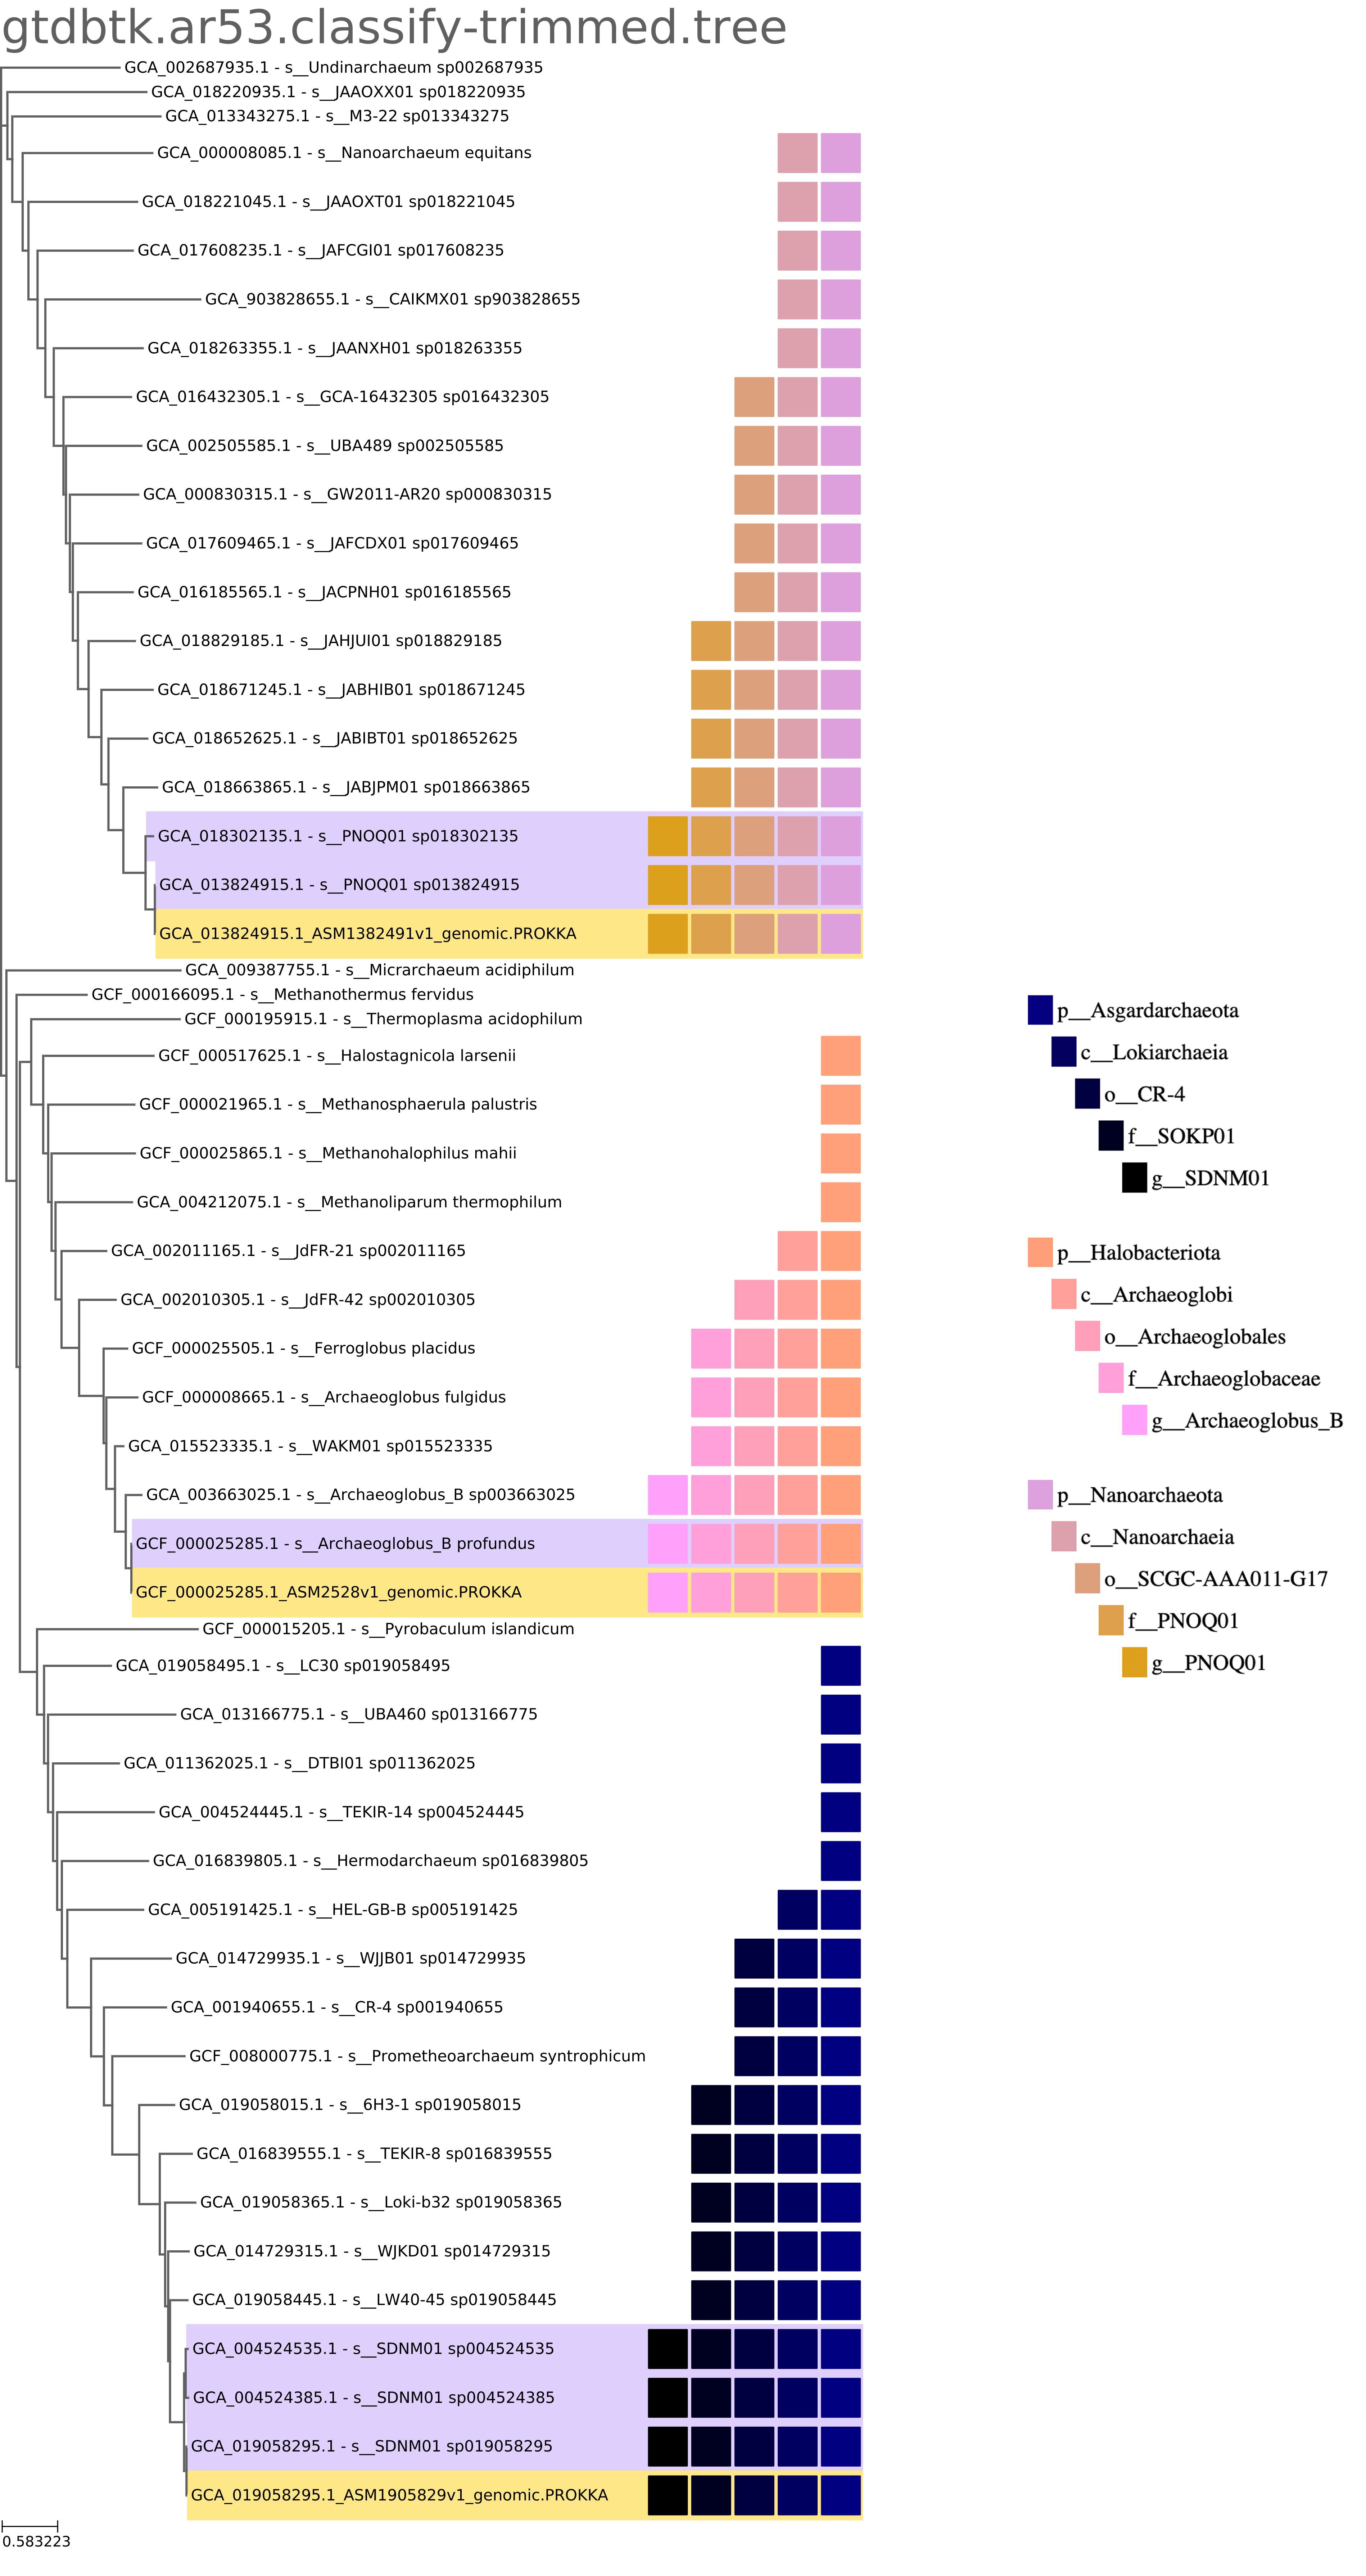 gtdbtk.ar53.classify-trimmed.tree
GCA_002687935.1 - s__Undinarchaeum sp002687935
GCA_018220935.1 - s__JAAOXX01 sp018220935
GCA_013343275.1 - s__M3-22 sp013343275
GCA_000008085.1 - s__Nanoarchaeum equitans
GCA_018221045.1 - s__JAAOXT01 sp018221045
GCA_017608235.1 - s__JAFCGI01 sp017608235
GCA_903828655.1 - s__CAIKMX01 sp903828655
GCA_018263355.1 - s__JAANXH01 sp018263355
GCA_016432305.1 - s__GCA-16432305 sp016432305
GCA_002505585.1 - s__UBA489 sp002505585
GCA_000830315.1 - s__GW2011-AR20 sp000830315
GCA_017609465.1 - s__JAFCDX01 sp017609465
GCA_016185565.1 - s__JACPNH01 sp016185565
GCA_018829185.1 - s__JAHJUI01 sp018829185
GCA_018671245.1 - s__JABHIB01 sp018671245
GCA_018652625.1 - s__JABIBT01 sp018652625
GCA_018663865.1 - s__JABJPM01 sp018663865
GCA_018302135.1 - s__PNOQ01 sp018302135
GCA_013824915.1 - s__PNOQ01 sp013824915
GCA_013824915.1_ASM1382491v1_genomic.PROKKA
GCA_009387755.1 - s__Micrarchaeum acidiphilum
GCF_000166095.1 - s__Methanothermus fervidus
GCF_000195915.1 - s__Thermoplasma acidophilum
GCF_000517625.1 - s__Halostagnicola larsenii
GCF_000021965.1 - s__Methanosphaerula palustris
GCF_000025865.1 - s__Methanohalophilus mahii
GCA_004212075.1 - s__Methanoliparum thermophilum
GCA_002011165.1 - s__JdFR-21 sp002011165
GCA_002010305.1 - s__JdFR-42 sp002010305
GCF_000025505.1 - s__Ferroglobus placidus
GCF_000008665.1 - s__Archaeoglobus fulgidus
GCA_015523335.1 - s__WAKM01 sp015523335
GCA_003663025.1 - s__Archaeoglobus_B sp003663025
GCF_000025285.1 - s__Archaeoglobus_B profundus
GCF_000025285.1_ASM2528v1_genomic.PROKKA
GCF_000015205.1 - s__Pyrobaculum islandicum
GCA_019058495.1 - s__LC30 sp019058495
GCA_013166775.1 - s__UBA460 sp013166775
GCA_011362025.1 - s__DTBI01 sp011362025
GCA_004524445.1 - s__TEKIR-14 sp004524445
GCA_016839805.1 - s__Hermodarchaeum sp016839805
GCA_005191425.1 - s__HEL-GB-B sp005191425
GCA_014729935.1 - s__WJJB01 sp014729935
GCA_001940655.1 - s__CR-4 sp001940655
GCF_008000775.1 - s__Prometheoarchaeum syntrophicum
GCA_019058015.1 - s__6H3-1 sp019058015
GCA_016839555.1 - s__TEKIR-8 sp016839555
GCA_019058365.1 - s__Loki-b32 sp019058365
GCA_014729315.1 - s__WJKD01 sp014729315
GCA_019058445.1 - s__LW40-45 sp019058445
GCA_004524535.1 - s__SDNM01 sp004524535
GCA_004524385.1 - s__SDNM01 sp004524385
GCA_019058295.1 - s__SDNM01 sp019058295
GCA_019058295.1_ASM1905829v1_genomic.PROKKA
0.583223
p__Asgardarchaeota
c__Lokiarchaeia
o__CR-4
f__SOKP01
g__SDNM01
p__Halobacteriota
c__Archaeoglobi
o__Archaeoglobales
f__Archaeoglobaceae
g__Archaeoglobus_B
p__Nanoarchaeota
c__Nanoarchaeia
o__SCGC-AAA011-G17
f__PNOQ01
g__PNOQ01